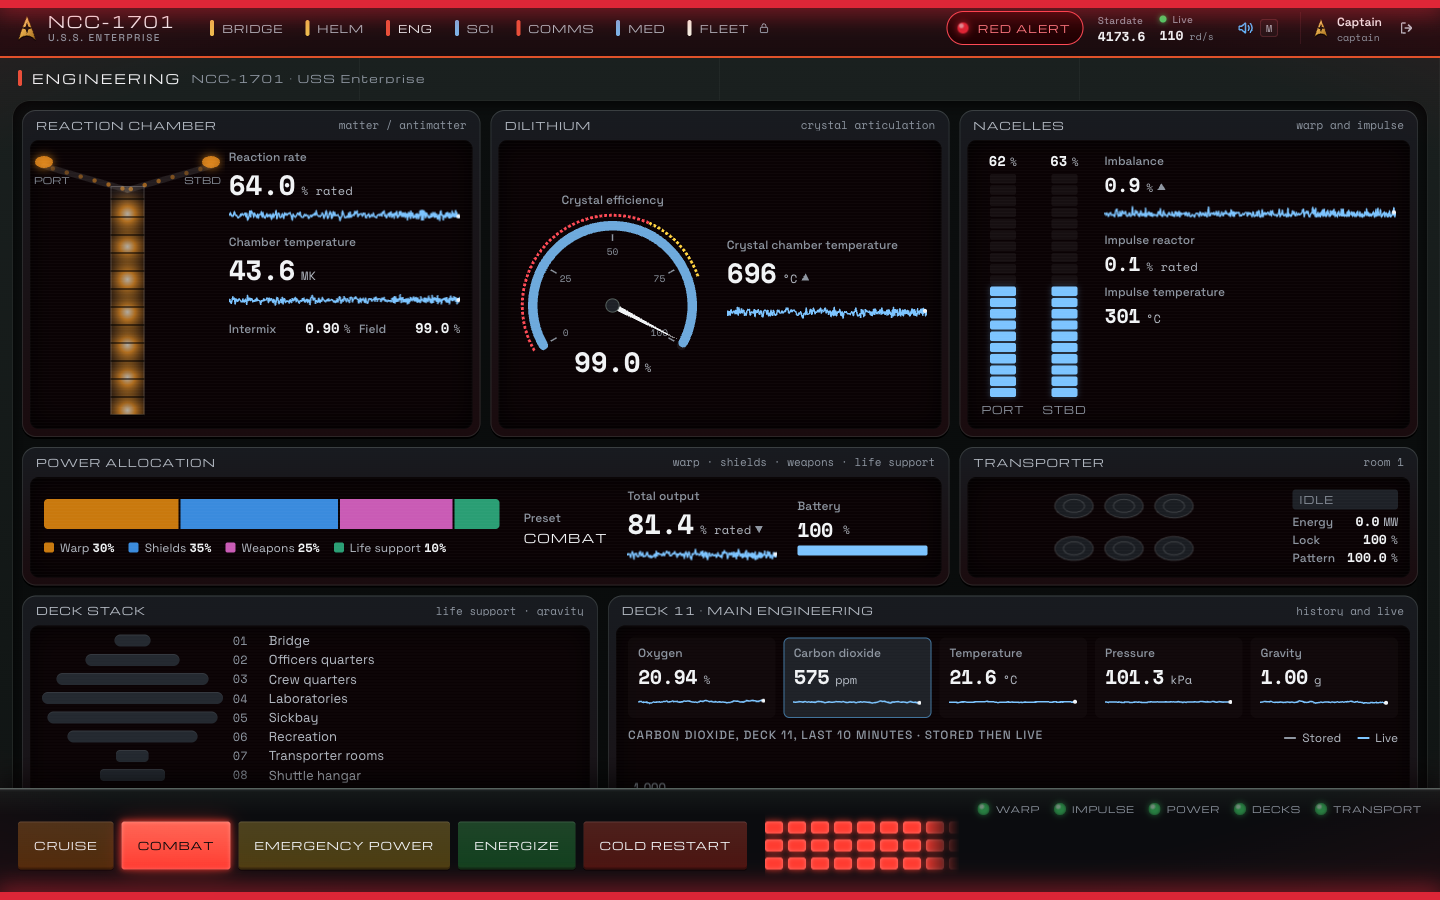 NCC-1701
U.S.S. ENTERPRISE
BRIDGE HELM ENG SCI COMMS MED FLEET
RED ALERT
Stardate
4173.6
Live
110 rd/s
M
Captain
captain
ENGINEERING NCC-1701 · USS Enterprise
REACTION CHAMBER matter / antimatter
PORT STBD
Reaction rate
64.0 % rated
Chamber temperature
43.6 MK
Intermix 0.90 % Field 99.0 %
DILITHIUM crystal articulation
Crystal efficiency
0 25 50 75 100
99.0 %
Crystal chamber temperature
696 °C
NACELLES warp and impulse
62 % 63 %
PORT STBD
Imbalance
0.9 %
Impulse reactor
0.1 % rated
Impulse temperature
301 °C
POWER ALLOCATION warp · shields · weapons · life support
Warp 30% Shields 35% Weapons 25% Life support 10%
Preset
COMBAT
Total output
81.4 % rated
Battery
100 %
TRANSPORTER room 1
IDLE
Energy 0.0 MW
Lock 100 %
Pattern 100.0 %
DECK STACK life support · gravity
01 Bridge
02 Officers quarters
03 Crew quarters
04 Laboratories
05 Sickbay
06 Recreation
07 Transporter rooms
08 Shuttle hangar
DECK 11 · MAIN ENGINEERING history and live
Oxygen
20.94 %
Carbon dioxide
575 ppm
Temperature
21.6 °C
Pressure
101.3 kPa
Gravity
1.00 g
CARBON DIOXIDE, DECK 11, LAST 10 MINUTES · STORED THEN LIVE
Stored Live
WARP IMPULSE POWER DECKS TRANSPORT
CRUISE COMBAT EMERGENCY POWER ENERGIZE COLD RESTART